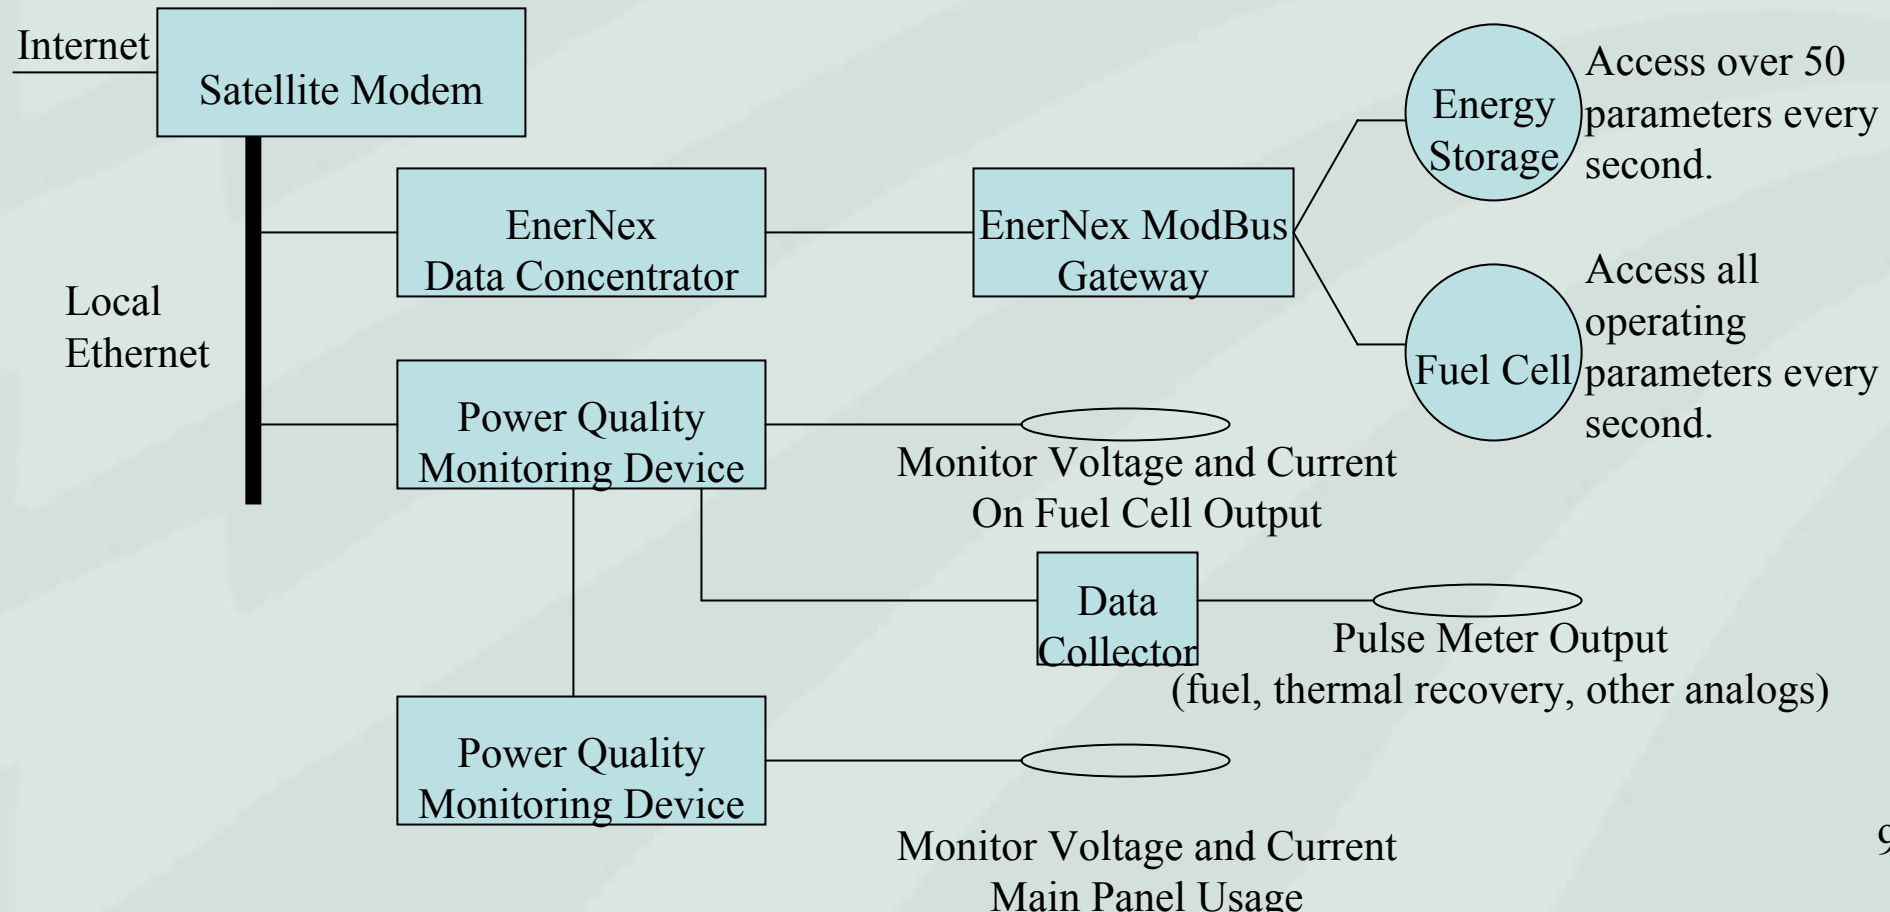 Internet
Satellite Modem
Energy
Storage
Access over 50
parameters every
second.
EnerNex
Data Concentrator
EnerNex ModBus
Gateway
Local
Ethernet
Fuel Cell
Access all
operating
parameters every
second.
Power Quality
Monitoring Device
Monitor Voltage and Current
On Fuel Cell Output
Data
Collector
Pulse Meter Output
(fuel, thermal recovery, other analogs)
Power Quality
Monitoring Device
Monitor Voltage and Current
Main Panel Usage
9